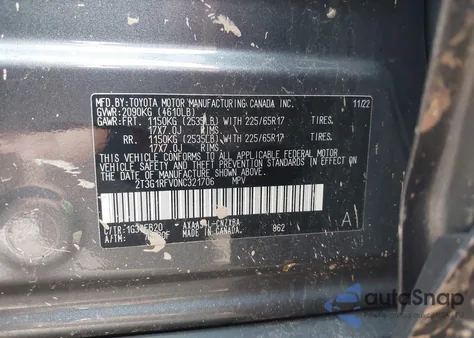 MFD.BY:TOYOTA MOTOR MANUFACTURING CANADA INC. 11/22
GVWR:2090KG (4610LB)
GAWR:FRT. 1150KG (2535LB) WITH 225/65R17 TIRES.
17X7.0J RIMS.
RR. 1150KG (2535LB) WITH 225/65R17 TIRES.
17X7.0J RIMS.
THIS VEHICLE CONFORMS TO ALL APPLICABLE FEDERAL MOTOR
VEHICLE SAFETY AND THEFT PREVENTION STANDARDS IN
EFFECT ON THE DATE OF MANUFACTURE SHOWN ABOVE.
2T3G1RFV0NC321706 MPV
A
C/TR: 862
A/TM: MADE IN CANADA.
autoSnap